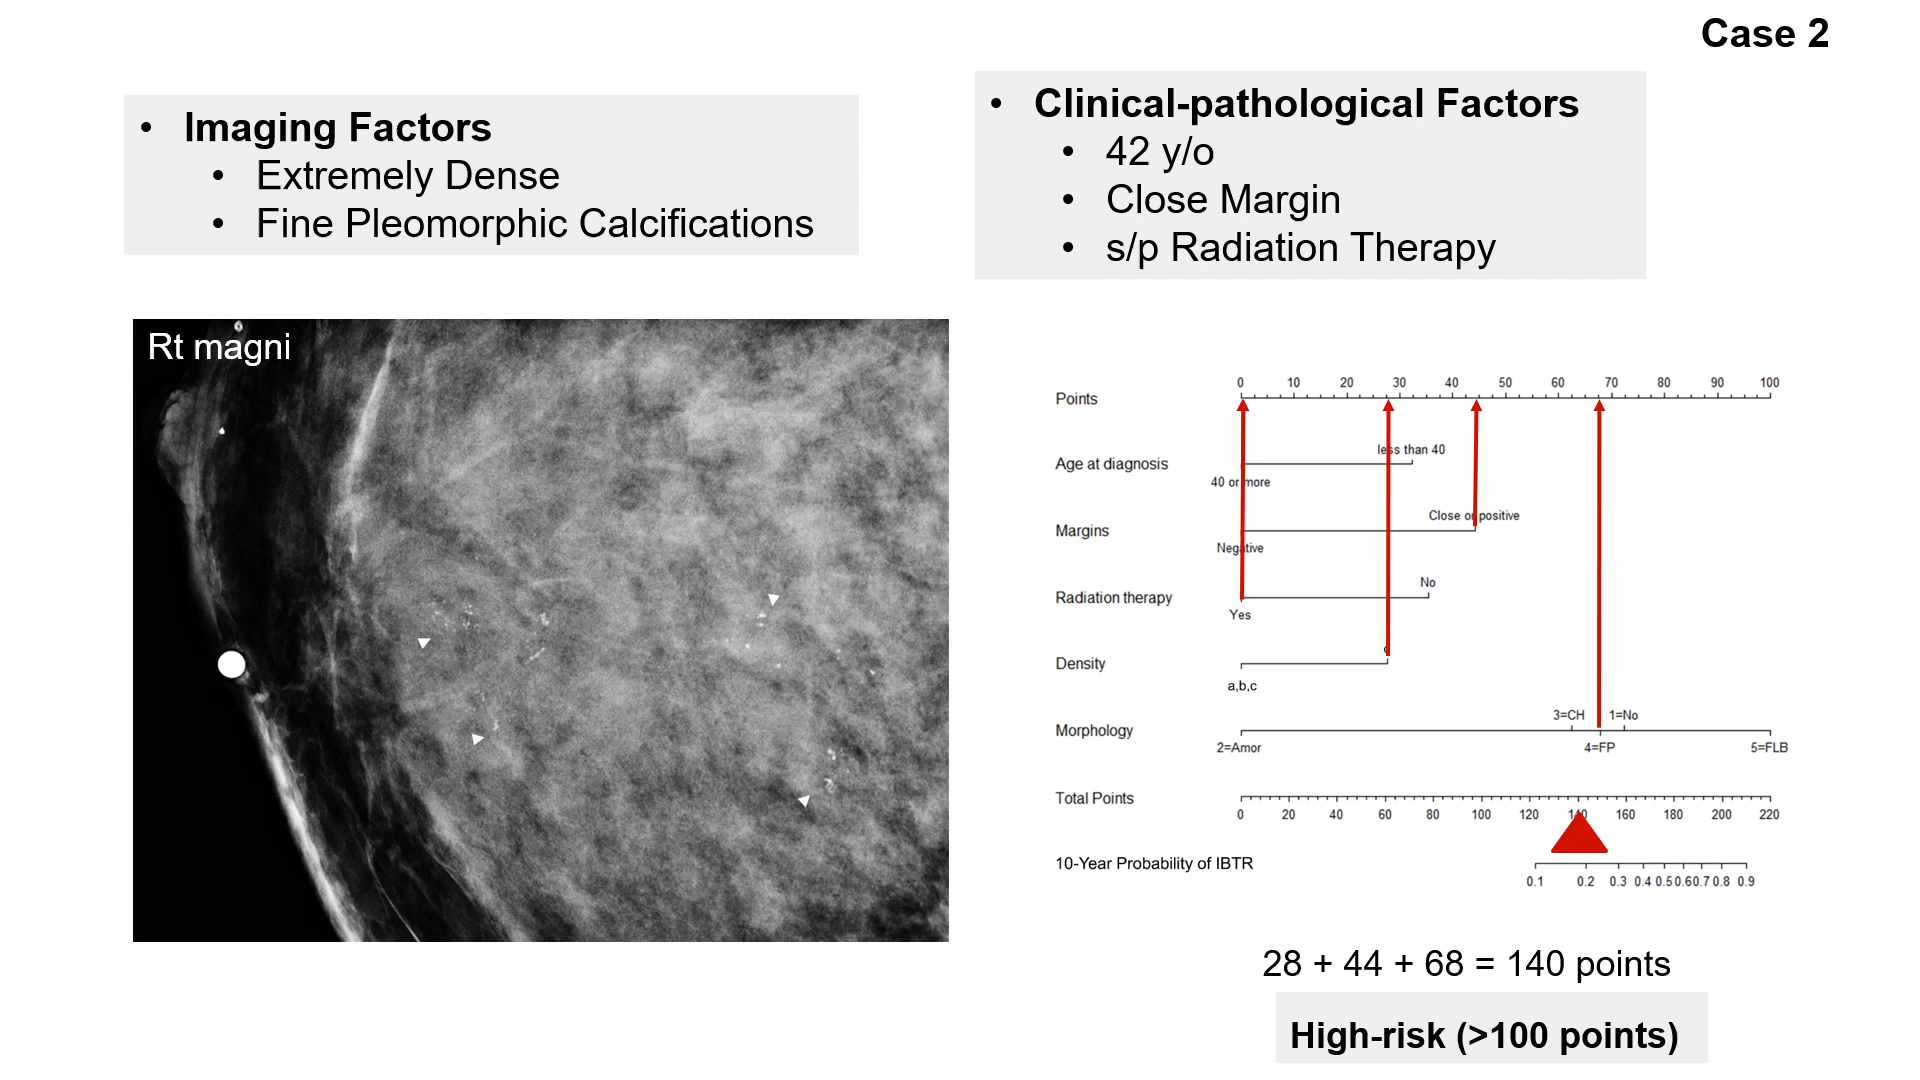 Case 2
• Imaging Factors
• Extremely Dense
• Fine Pleomorphic Calcifications
• Clinical-pathological Factors
• 42 y/o
• Close Margin
• s/p Radiation Therapy
Rt magni
0 10 20 30 40 50 60 70 80 90 100
Points
less than 40
Age at diagnosis
40 or more
Close or positive
Margins
Negative
No
Radiation therapy
Yes
Density
a,b,c
3=CH 1=No
Morphology
2=Amor 4=FP 5=FLB
Total Points
0 20 40 60 80 100 120 140 160 180 200 220
10-Year Probability of IBTR
0.1 0.2 0.3 0.4 0.5 0.6 0.7 0.8 0.9
28 + 44 + 68 = 140 points
High-risk (>100 points)